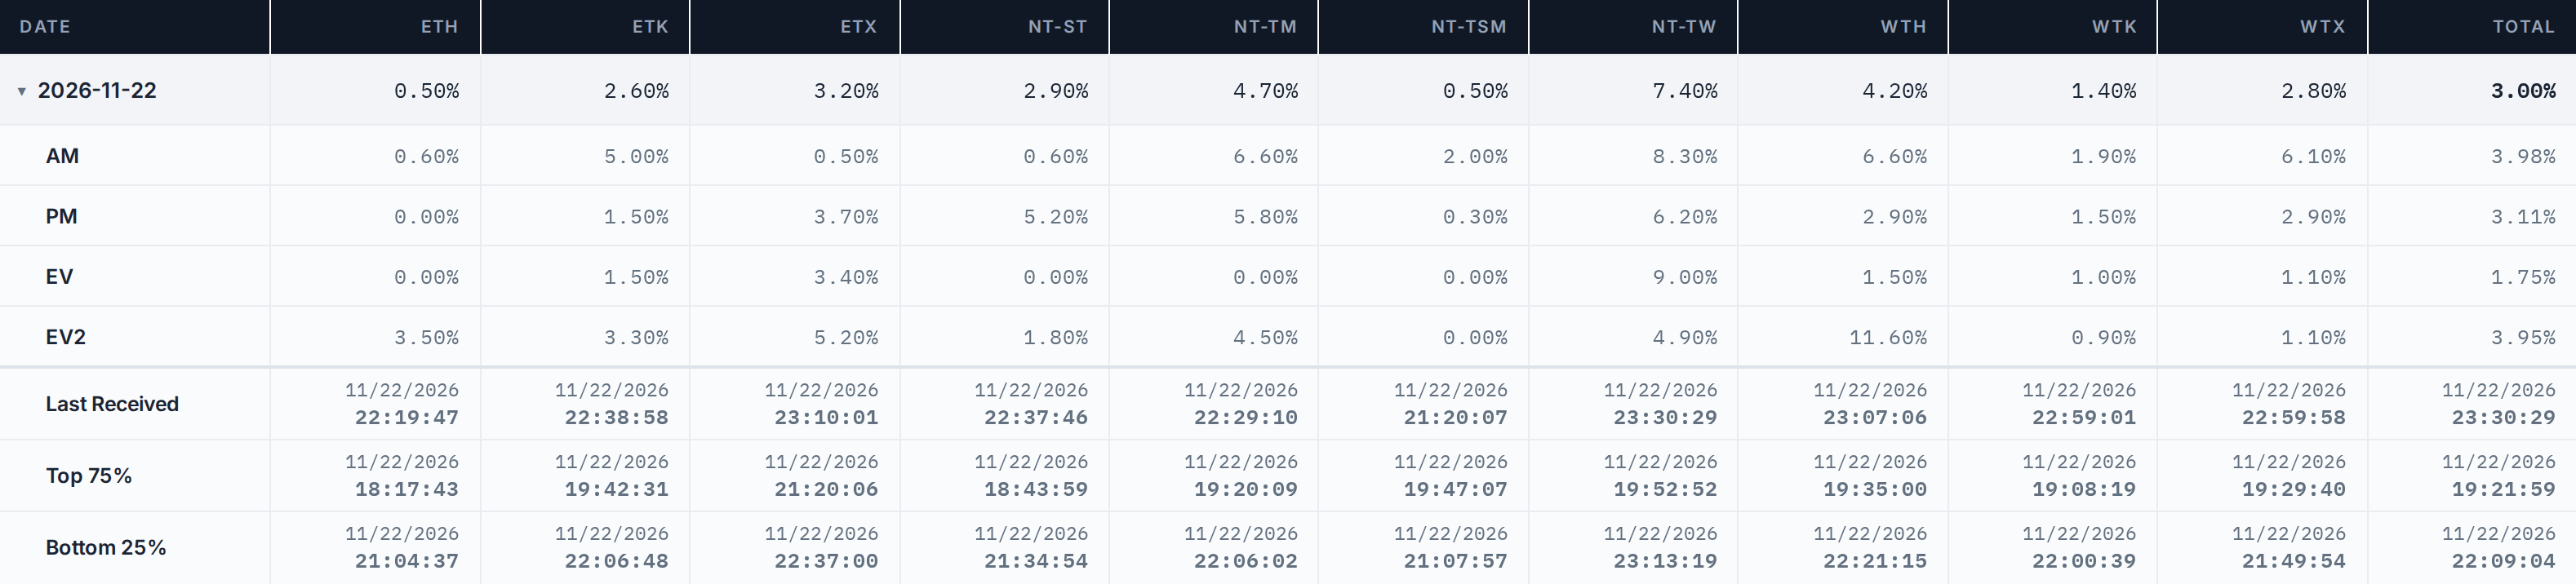 DATE ETH ETK ETX NT-ST NT-TM NT-TSM NT-TW WTH WTK WTX TOTAL
▼ 2026-11-22 0.50% 2.60% 3.20% 2.90% 4.70% 0.50% 7.40% 4.20% 1.40% 2.80% 3.00%
AM 0.60% 5.00% 0.50% 0.60% 6.60% 2.00% 8.30% 6.60% 1.90% 6.10% 3.98%
PM 0.00% 1.50% 3.70% 5.20% 5.80% 0.30% 6.20% 2.90% 1.50% 2.90% 3.11%
EV 0.00% 1.50% 3.40% 0.00% 0.00% 0.00% 9.00% 1.50% 1.00% 1.10% 1.75%
EV2 3.50% 3.30% 5.20% 1.80% 4.50% 0.00% 4.90% 11.60% 0.90% 1.10% 3.95%
11/22/2026 11/22/2026 11/22/2026 11/22/2026 11/22/2026 11/22/2026 11/22/2026 11/22/2026 11/22/2026 11/22/2026 11/22/2026
Last Received
22:19:47 22:38:58 23:10:01 22:37:46 22:29:10 21:20:07 23:30:29 23:07:06 22:59:01 22:59:58 23:30:29
11/22/2026 11/22/2026 11/22/2026 11/22/2026 11/22/2026 11/22/2026 11/22/2026 11/22/2026 11/22/2026 11/22/2026 11/22/2026
Top 75%
18:17:43 19:42:31 21:20:06 18:43:59 19:20:09 19:47:07 19:52:52 19:35:00 19:08:19 19:29:40 19:21:59
11/22/2026 11/22/2026 11/22/2026 11/22/2026 11/22/2026 11/22/2026 11/22/2026 11/22/2026 11/22/2026 11/22/2026 11/22/2026
Bottom 25%
21:04:37 22:06:48 22:37:00 21:34:54 22:06:02 21:07:57 23:13:19 22:21:15 22:00:39 21:49:54 22:09:04